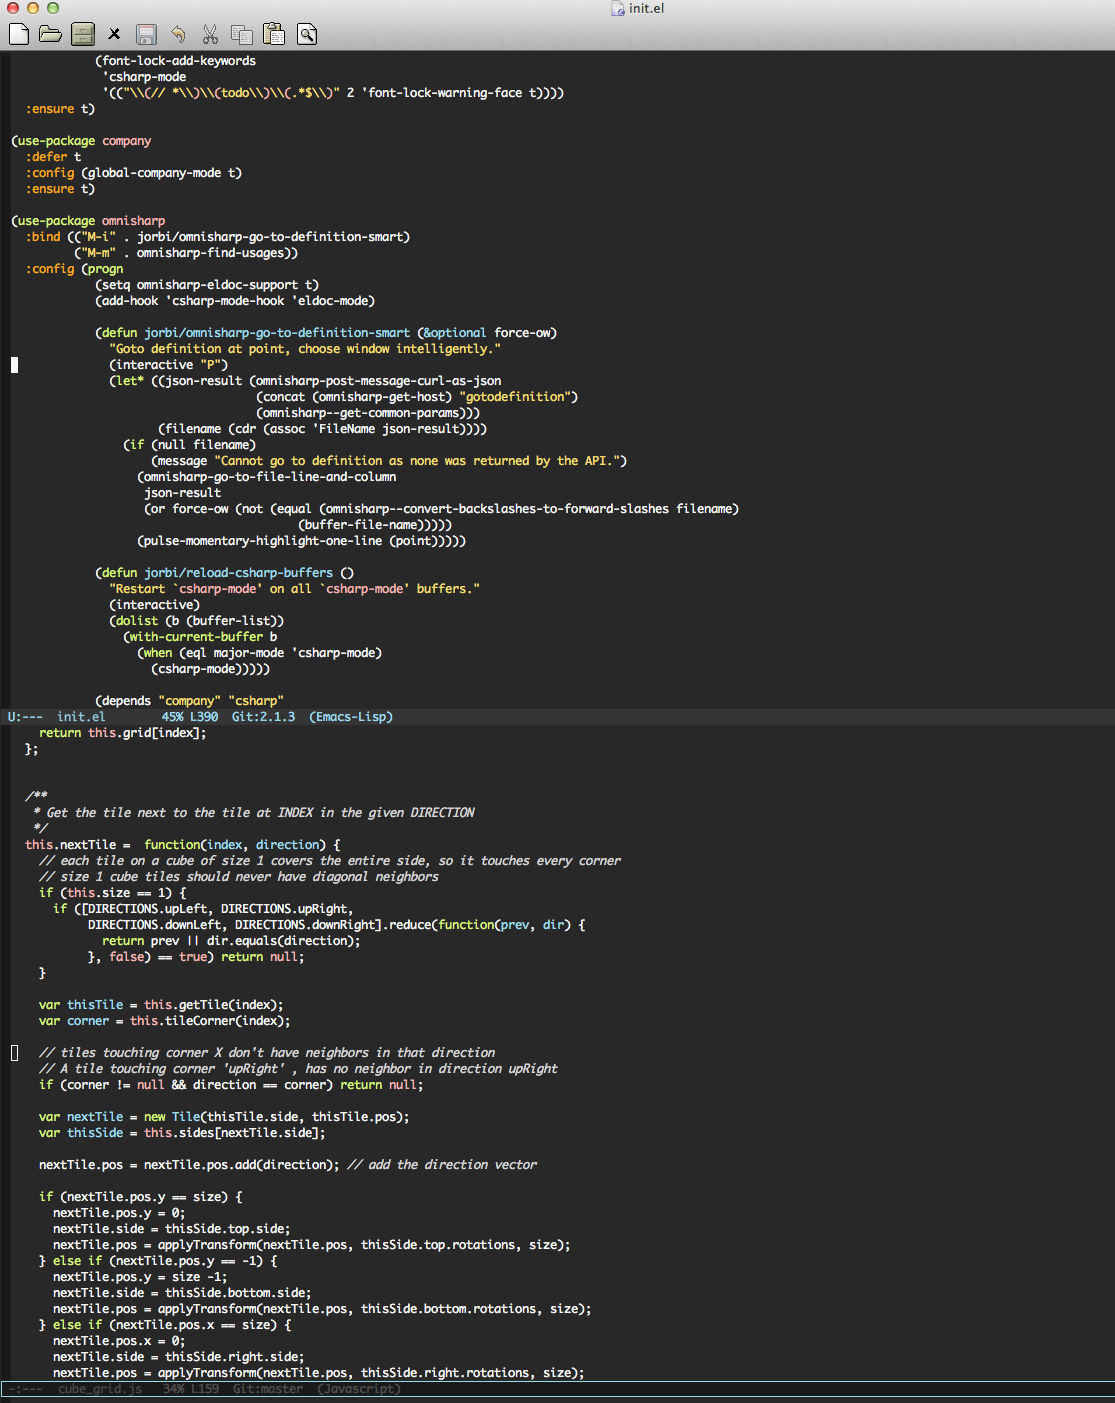 init.el
(font-lock-add-keywords
'csharp-mode
'(("\\(// *\\)\\(todo\\)\\(.*$\\)" 2 'font-lock-warning-face t))))
:ensure t)
(use-package company
:defer t
:config (global-company-mode t)
:ensure t)
(use-package omnisharp
:bind (("M-i" . jorbi/omnisharp-go-to-definition-smart)
("M-m" . omnisharp-find-usages))
:config (progn
(setq omnisharp-eldoc-support t)
(add-hook 'csharp-mode-hook 'eldoc-mode)
(defun jorbi/omnisharp-go-to-definition-smart (&optional force-ow)
"Goto definition at point, choose window intelligently."
(interactive "P")
(let* ((json-result (omnisharp-post-message-curl-as-json
(concat (omnisharp-get-host) "gotodefinition")
(omnisharp--get-common-params)))
(filename (cdr (assoc 'FileName json-result))))
(if (null filename)
(message "Cannot go to definition as none was returned by the API.")
(omnisharp-go-to-file-line-and-column
json-result
(or force-ow (not (equal (omnisharp--convert-backslashes-to-forward-slashes filename)
(buffer-file-name)))))
(pulse-momentary-highlight-one-line (point)))))
(defun jorbi/reload-csharp-buffers ()
"Restart `csharp-mode' on all `csharp-mode' buffers."
(interactive)
(dolist (b (buffer-list))
(with-current-buffer b
(when (eql major-mode 'csharp-mode)
(csharp-mode)))))
(depends "company" "csharp"
U:--- init.el 45% L390 Git:2.1.3 (Emacs-Lisp)
return this.grid[index];
};
/**
* Get the tile next to the tile at INDEX in the given DIRECTION
*/
this.nextTile = function(index, direction) {
// each tile on a cube of size 1 covers the entire side, so it touches every corner
// size 1 cube tiles should never have diagonal neighbors
if (this.size == 1) {
if ([DIRECTIONS.upLeft, DIRECTIONS.upRight,
DIRECTIONS.downLeft, DIRECTIONS.downRight].reduce(function(prev, dir) {
return prev || dir.equals(direction);
}, false) == true) return null;
}
var thisTile = this.getTile(index);
var corner = this.tileCorner(index);
// tiles touching corner X don't have neighbors in that direction
// A tile touching corner 'upRight' , has no neighbor in direction upRight
if (corner != null && direction == corner) return null;
var nextTile = new Tile(thisTile.side, thisTile.pos);
var thisSide = this.sides[nextTile.side];
nextTile.pos = nextTile.pos.add(direction); // add the direction vector
if (nextTile.pos.y == size) {
nextTile.pos.y = 0;
nextTile.side = thisSide.top.side;
nextTile.pos = applyTransform(nextTile.pos, thisSide.top.rotations, size);
} else if (nextTile.pos.y == -1) {
nextTile.pos.y = size -1;
nextTile.side = thisSide.bottom.side;
nextTile.pos = applyTransform(nextTile.pos, thisSide.bottom.rotations, size);
} else if (nextTile.pos.x == size) {
nextTile.pos.x = 0;
nextTile.side = thisSide.right.side;
nextTile.pos = applyTransform(nextTile.pos, thisSide.right.rotations, size);
-:--- cube_grid.js 34% L159 Git:master (Javascript)